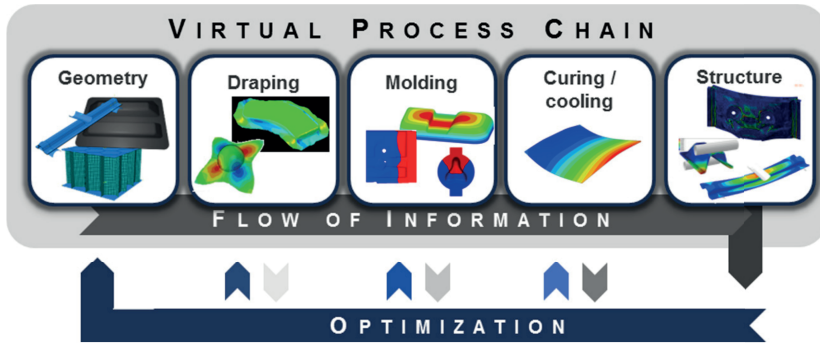 VIRTUAL PROCESS CHAIN
Geometry
Draping
Molding
Curing /
cooling
Structure
FLOW OF INFORMATION
OPTIMIZATION